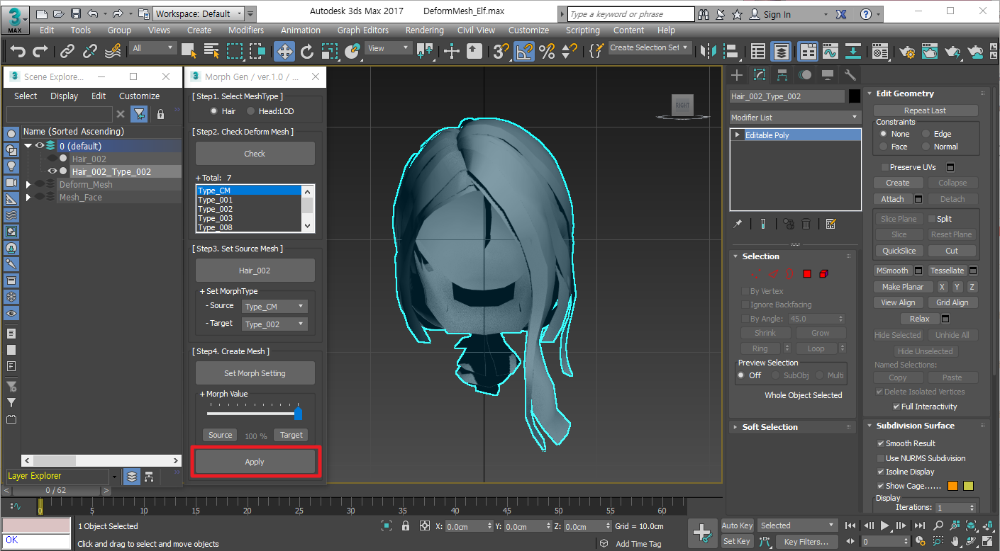 Workspace: Default
Autodesk 3ds Max 2017 DeformMesh_Elf.max
Type a keyword or phrase
Sign In
MAX
Edit Tools Group Views Create Modifiers Animation Graph Editors Rendering Civil View Customize Scripting Content Help
All
View
Create Selection Set
Scene Explore...
Select Display Edit Customize
Name (Sorted Ascending)
0 (default)
Hair_002
Hair_002_Type_002
Deform_Mesh
Mesh_Face
Layer Explorer
Morph Gen / ver.1.0 / ...
[ Step1. Select MeshType ]
Hair Head:LOD
[ Step2. Check Deform Mesh ]
Check
+ Total: 7
Type_CM
Type_001
Type_002
Type_003
Type_008
[ Step3. Set Source Mesh ]
Hair_002
+ Set MorphType
- Source Type_CM
- Target Type_002
[ Step4. Create Mesh ]
Set Morph Setting
+ Morph Value
Source 100 % Target
Apply
RIGHT
Hair_002_Type_002
Modifier List
Editable Poly
Selection
By Vertex
Ignore Backfacing
By Angle: 45.0
Shrink Grow
Ring Loop
Preview Selection
Off SubObj Multi
Whole Object Selected
Soft Selection
Edit Geometry
Repeat Last
Constraints
None Edge
Face Normal
Preserve UVs
Create Collapse
Attach Detach
Slice Plane Split
Slice Reset Plane
QuickSlice Cut
MSmooth Tessellate
Make Planar X Y Z
View Align Grid Align
Relax
Hide Selected Unhide All
Hide Unselected
Named Selections:
Copy Paste
Delete Isolated Vertices
Full Interactivity
Subdivision Surface
Smooth Result
Use NURMS Subdivision
Isoline Display
Show Cage......
Display
Iterations: 1
0 / 62
0 5 10 15 20 25 30 35 40 45 50 55 60
OK
1 Object Selected
Click and drag to select and move objects
X: 0.0cm Y: 0.0cm Z: 0.0cm Grid = 10.0cm
Add Time Tag
Auto Key Selected
Set Key Key Filters...
0